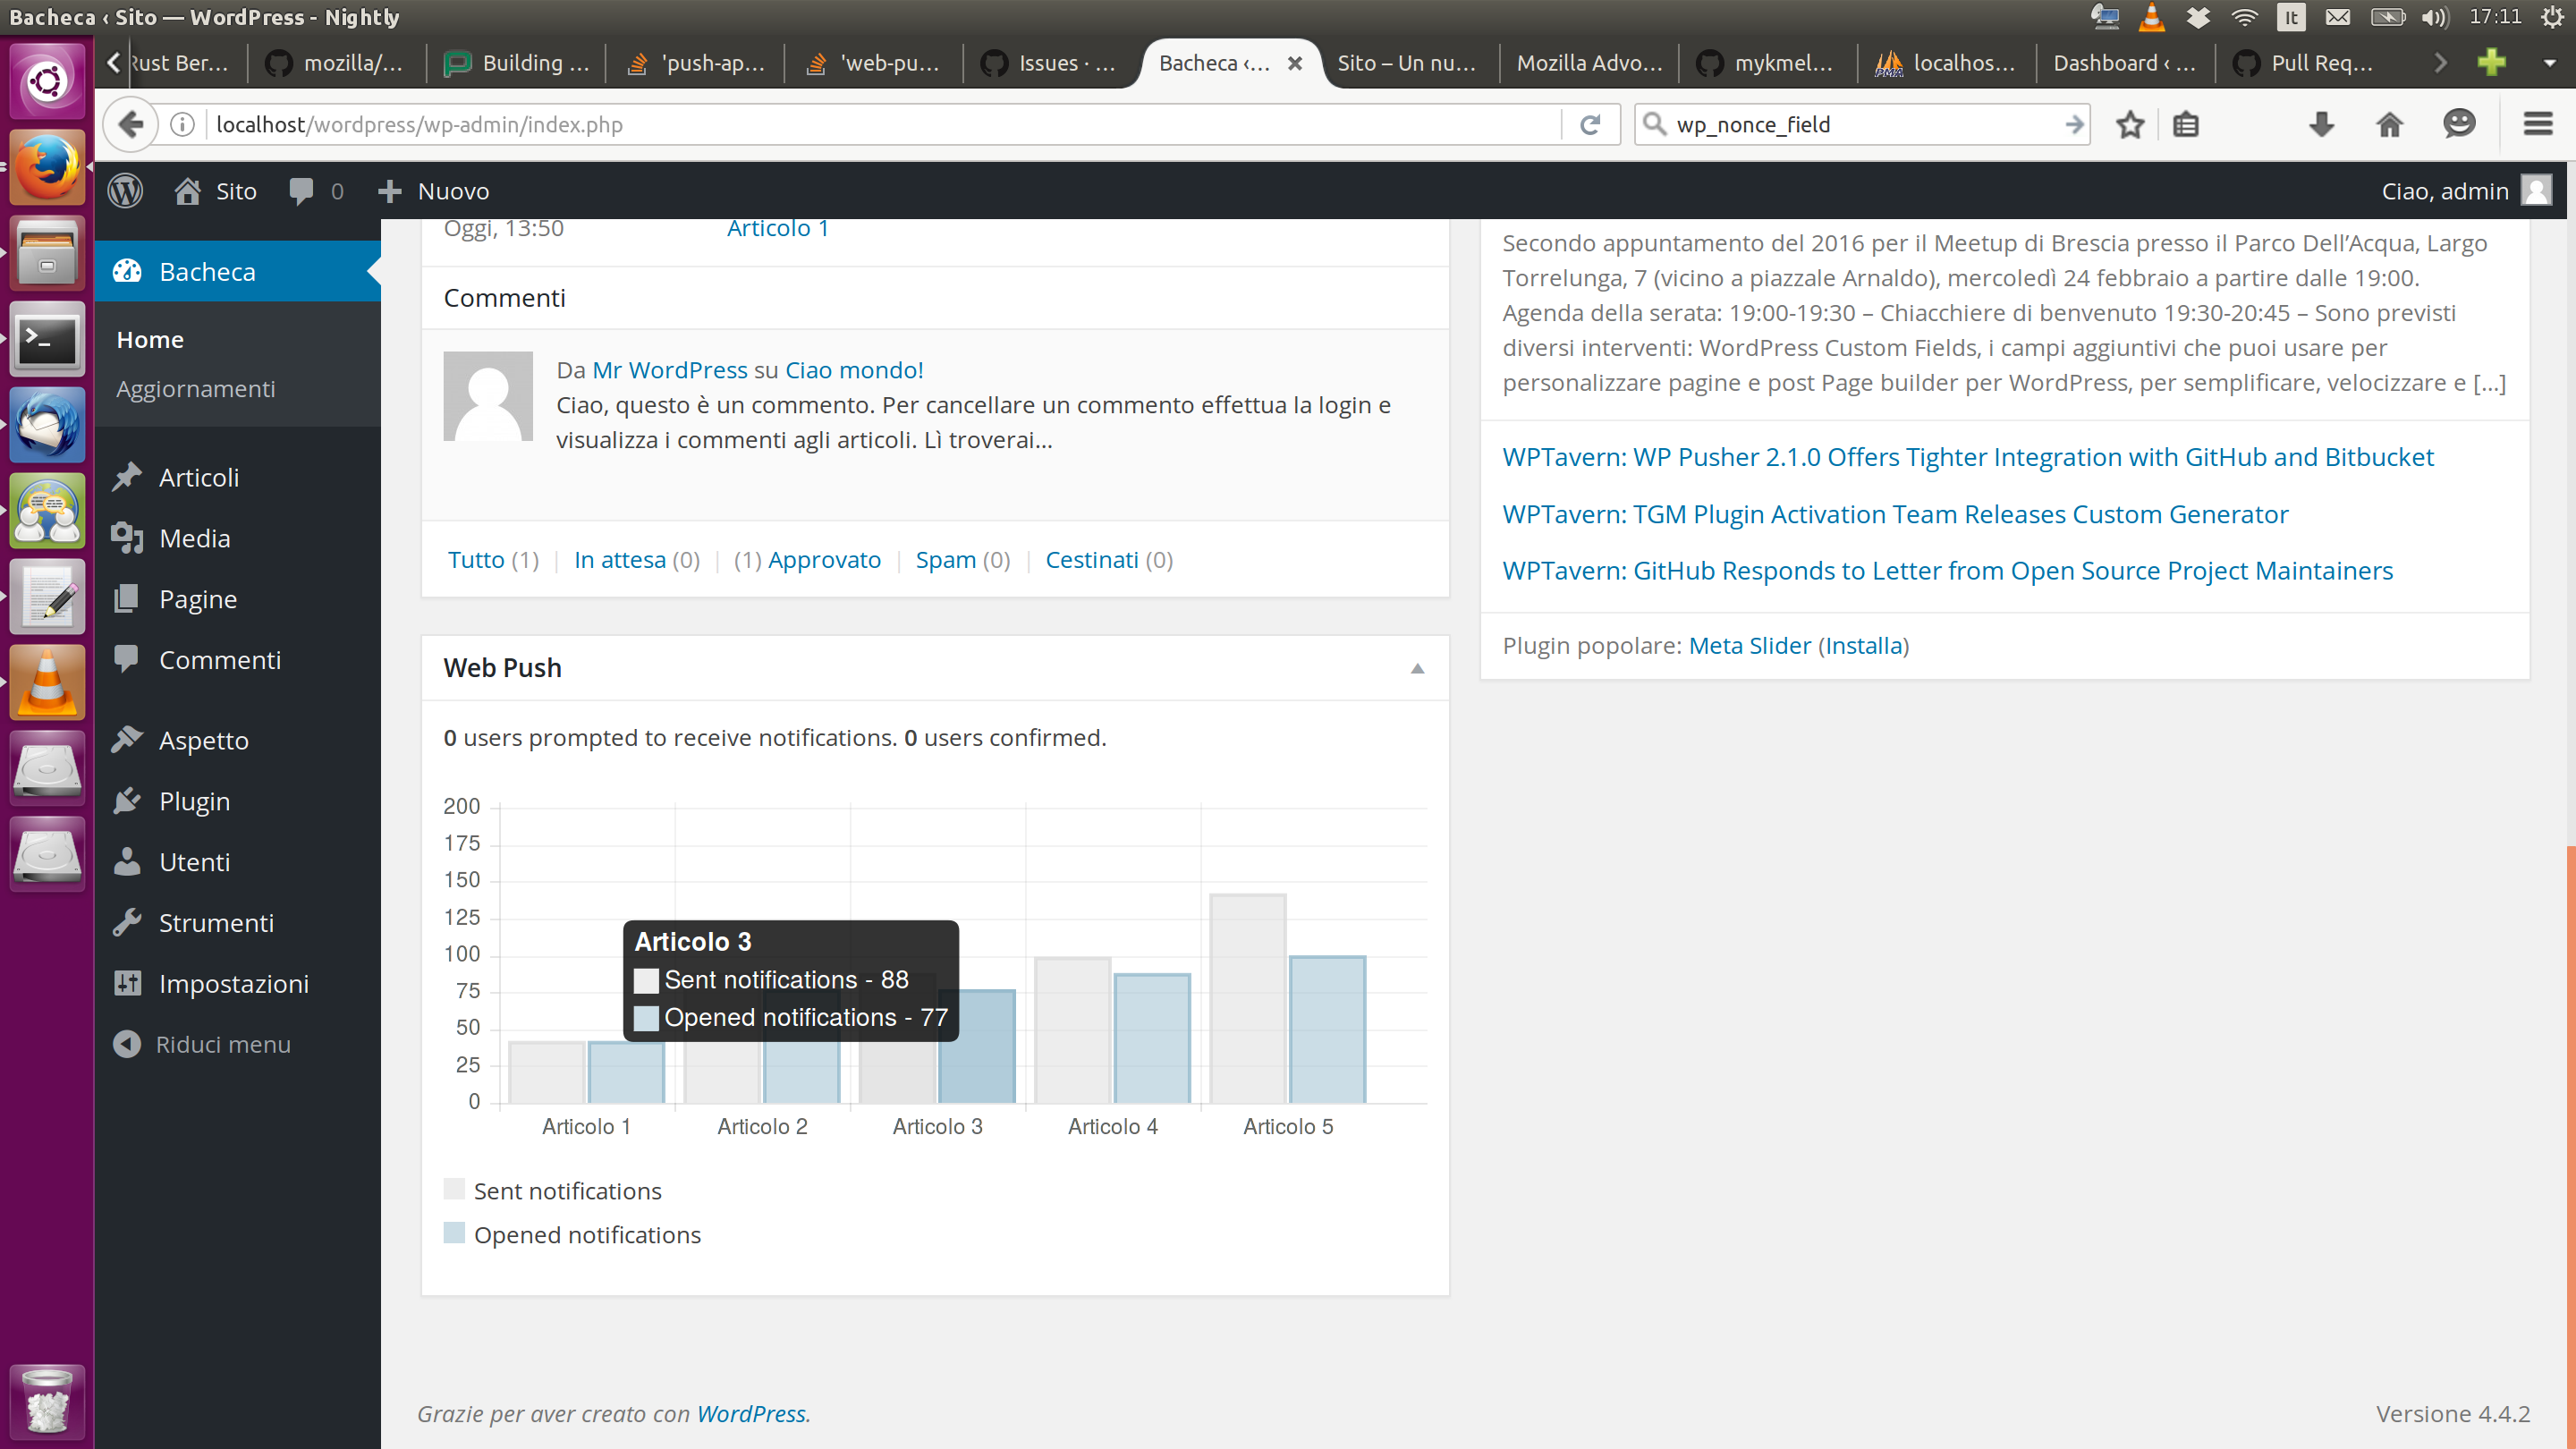 Bacheca ‹ Sito — WordPress - Nightly
It
17:11
Rust Ber...
mozilla/...
Building ...
'push-ap...
'web-pu...
Issues · ...
Bacheca ‹...
Sito – Un nu...
Mozilla Advo...
mykmel...
localhos...
Dashboard ‹ ...
Pull Req...
localhost/wordpress/wp-admin/index.php
wp_nonce_field
Sito
0
Nuovo
Ciao, admin
Bacheca
Home
Aggiornamenti
Articoli
Media
Pagine
Commenti
Aspetto
Plugin
Utenti
Strumenti
Impostazioni
Riduci menu
Oggi, 13:50 Articolo 1
Commenti
Da Mr WordPress su Ciao mondo!
Ciao, questo è un commento. Per cancellare un commento effettua la login e
visualizza i commenti agli articoli. Lì troverai...
Tutto (1) | In attesa (0) | (1) Approvato | Spam (0) | Cestinati (0)
Web Push
0 users prompted to receive notifications. 0 users confirmed.
200
175
150
125
100
75
50
25
0
Articolo 3
Sent notifications - 88
Opened notifications - 77
Articolo 1
Articolo 2
Articolo 3
Articolo 4
Articolo 5
Sent notifications
Opened notifications
Secondo appuntamento del 2016 per il Meetup di Brescia presso il Parco Dell’Acqua, Largo
Torrelunga, 7 (vicino a piazzale Arnaldo), mercoledì 24 febbraio a partire dalle 19:00.
Agenda della serata: 19:00-19:30 – Chiacchiere di benvenuto 19:30-20:45 – Sono previsti
diversi interventi: WordPress Custom Fields, i campi aggiuntivi che puoi usare per
personalizzare pagine e post Page builder per WordPress, per semplificare, velocizzare e [...]
WPTavern: WP Pusher 2.1.0 Offers Tighter Integration with GitHub and Bitbucket
WPTavern: TGM Plugin Activation Team Releases Custom Generator
WPTavern: GitHub Responds to Letter from Open Source Project Maintainers
Plugin popolare: Meta Slider (Installa)
Grazie per aver creato con WordPress.
Versione 4.4.2